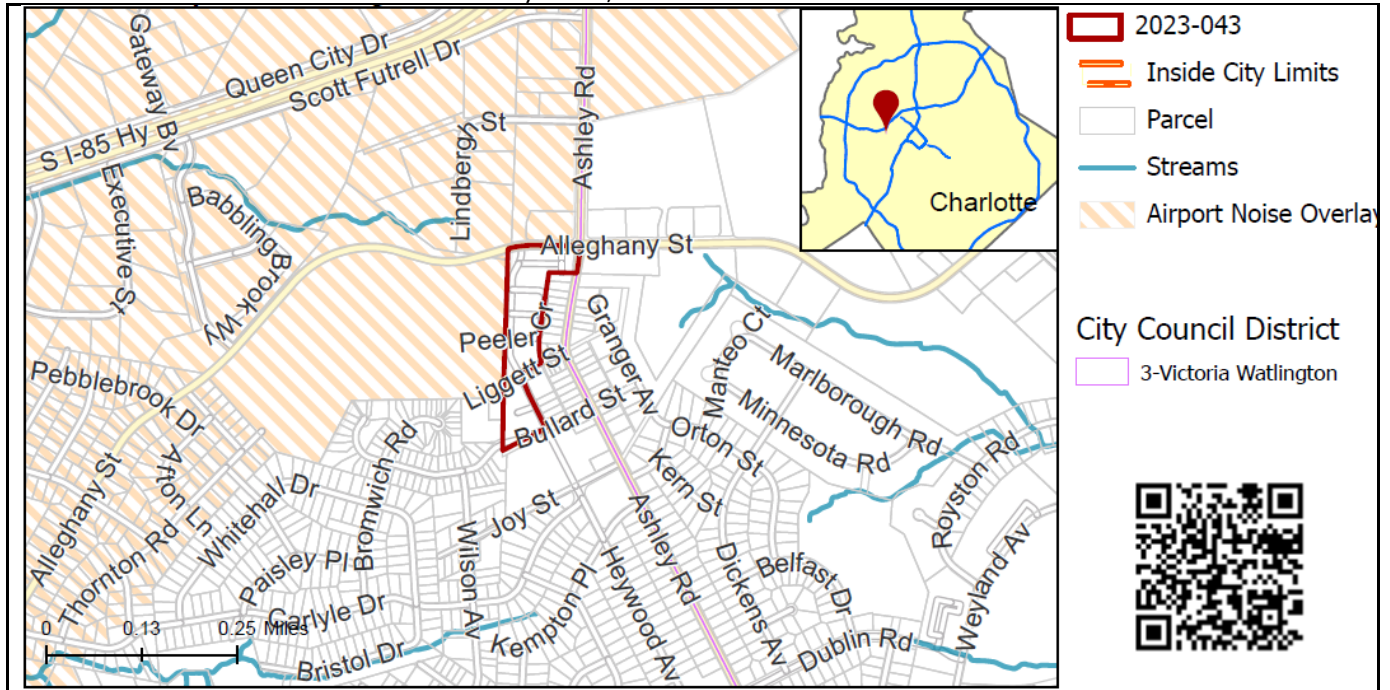 Gateway Bv
Queen City Dr
Scott Futrell Dr
S I-85 Hy
Executive St
Babbling Brook Wy
Lindbergh St
Ashley Rd
Alleghany St
Peeler Cr
Liggett St
Bullard St
Granger Av
Manteo Ct
Marlborough Rd
Minnesota Rd
Orton St
Kern St
Royston Rd
Weyland Av
Pebblebrook Dr
Alleghany St
Afton Ln
Thornton Rd
Whitehall Dr
Bromwich Rd
Paisley Pl
Carlyle Dr
Bristol Dr
Wilson Av
Joy St
Kempton Pl
Heywood Av
Ashley Rd
Dickens Av
Belfast Dr
Dublin Rd
0 0.13 0.25 Miles
Charlotte
2023-043
Inside City Limits
Parcel
Streams
Airport Noise Overlay
City Council District
3-Victoria Watlington